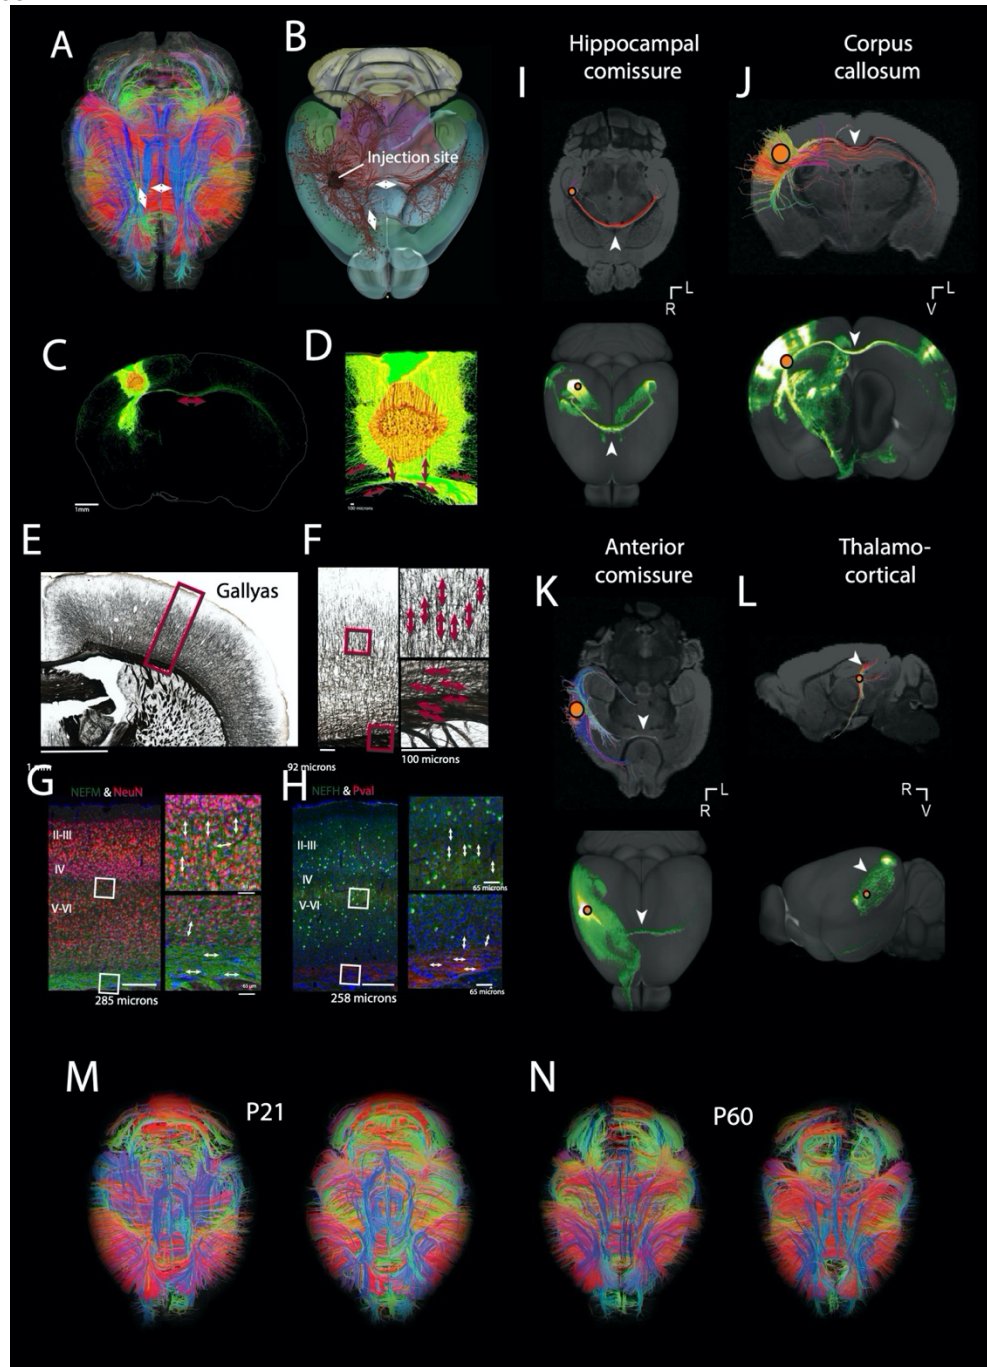 A
B
Injection site
C
1mm
D
100 microns
E
Gallyas
F
92 microns
100 microns
G
NEFM & NeuN
II-III
IV
V-VI
285 microns
H
NEFH & Pval
II-III
IV
V-VI
258 microns
65 microns
65 microns
I
Hippocampal
comissure
L
R
J
Corpus
callosum
L
V
K
Anterior
comissure
L
R
L
Thalamo-
cortical
R
V
M
P21
N
P60